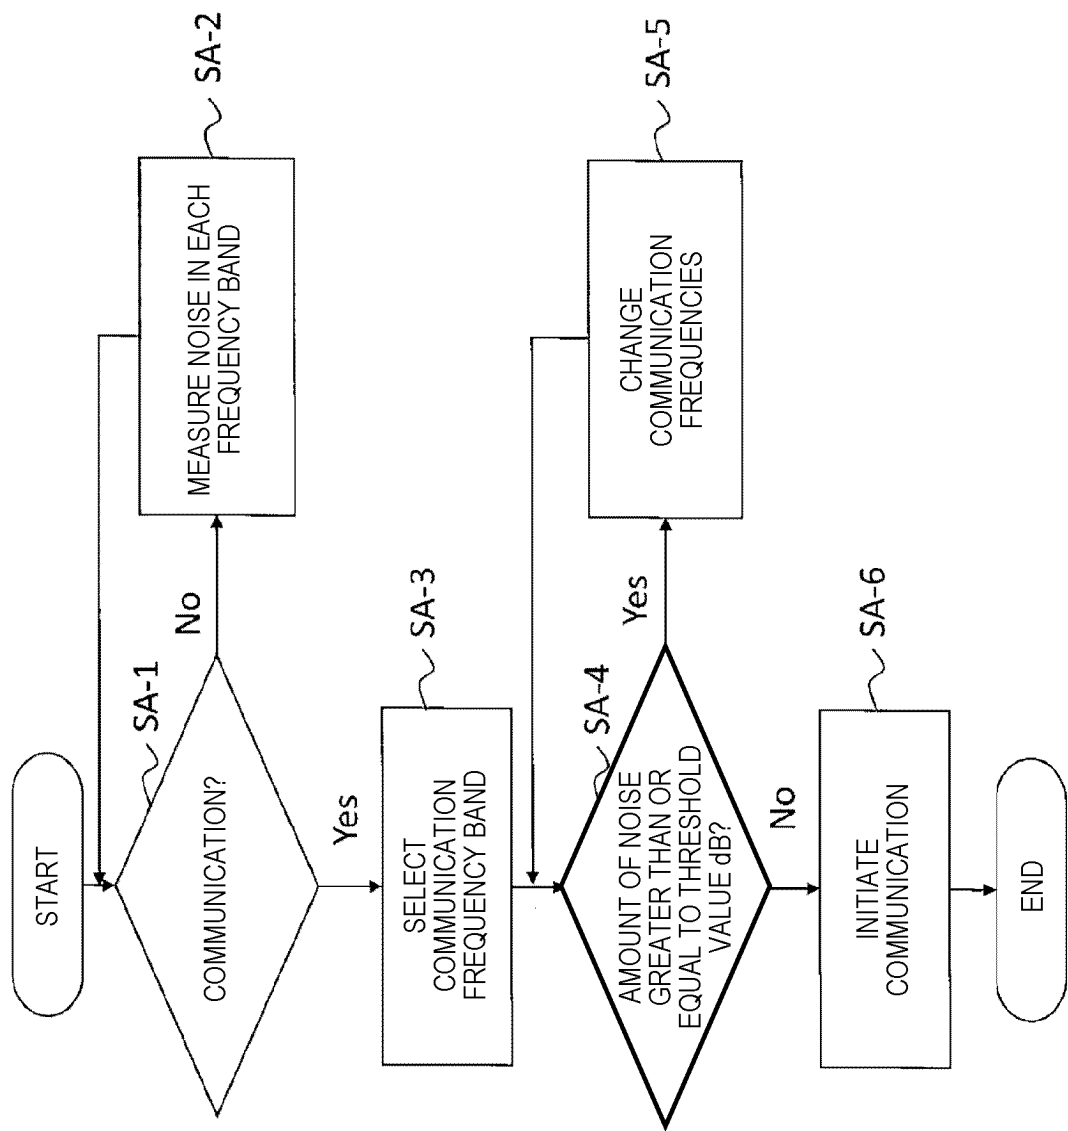 START
SA-1
COMMUNICATION?
No
SA-2
MEASURE NOISE IN EACH
FREQUENCY BAND
Yes
SA-3
SELECT
COMMUNICATION
FREQUENCY BAND
SA-4
AMOUNT OF NOISE
GREATER THAN OR
EQUAL TO THRESHOLD
VALUE dB?
Yes
SA-5
CHANGE
COMMUNICATION
FREQUENCIES
No
SA-6
INITIATE
COMMUNICATION
END